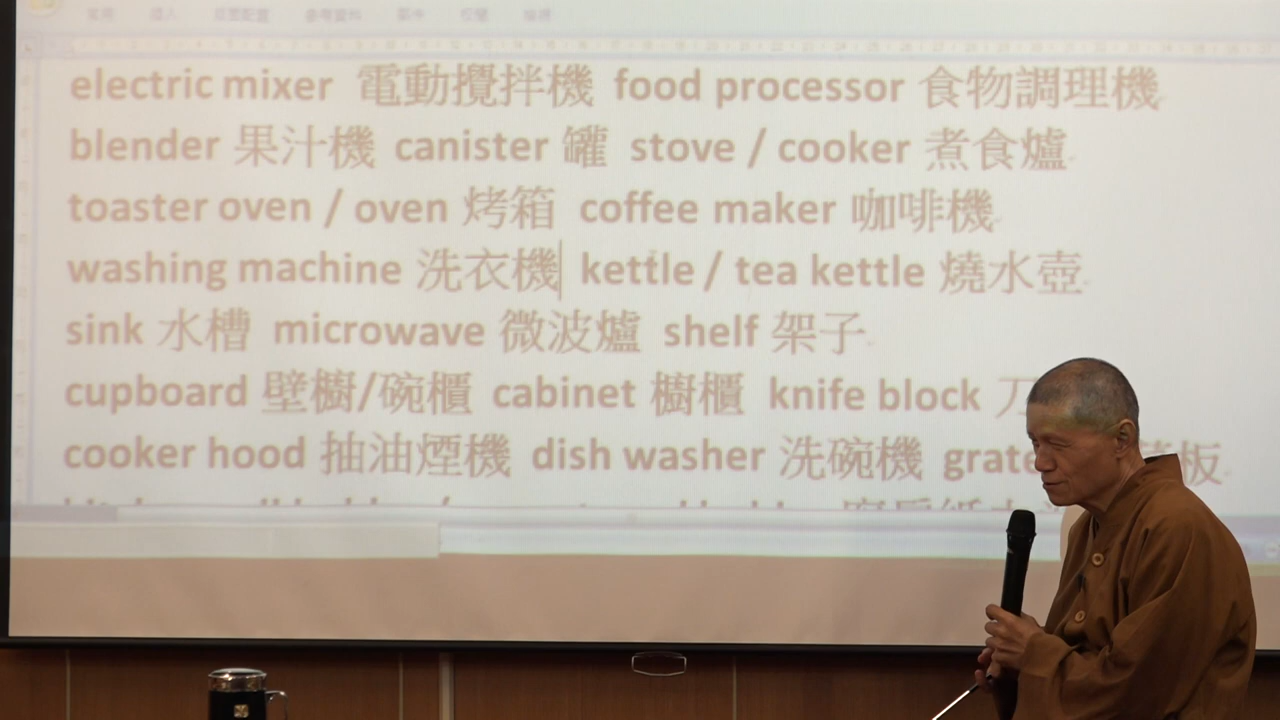 electric mixer 電動攪拌機 food processor 食物調理機
blender 果汁機 canister 罐 stove / cooker 煮食爐
toaster oven / oven 烤箱 coffee maker 咖啡機
washing machine 洗衣機 kettle / tea kettle 燒水壺
sink 水槽 microwave 微波爐 shelf 架子
cupboard 壁櫥/碗櫃 cabinet 櫥櫃 knife block 刀
cooker hood 抽油煙機 dish washer 洗碗機 grate 板